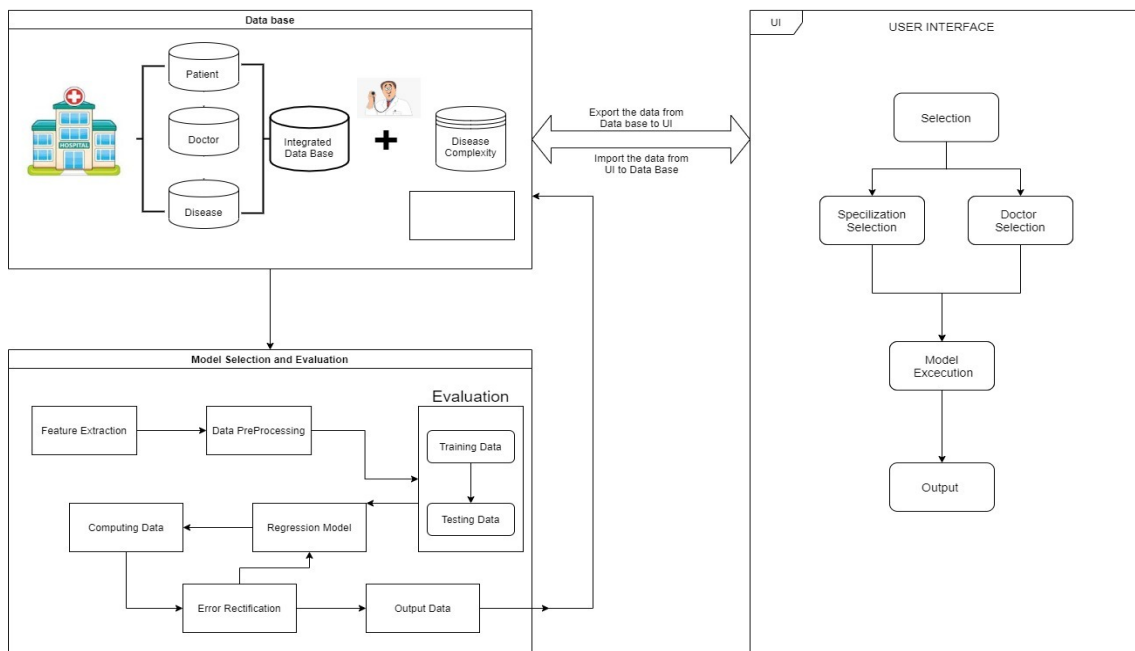 Data base
Patient
Doctor
Disease
HOSPITAL
Integrated
Data Base
Disease
Complexity
Export the data from
Data base to UI
Import the data from
UI to Data Base
UI
USER INTERFACE
Selection
Specilization
Selection
Doctor
Selection
Model
Excecution
Output
Model Selection and Evaluation
Feature Extraction
Data PreProcessing
Evaluation
Training Data
Testing Data
Regression Model
Computing Data
Error Rectification
Output Data